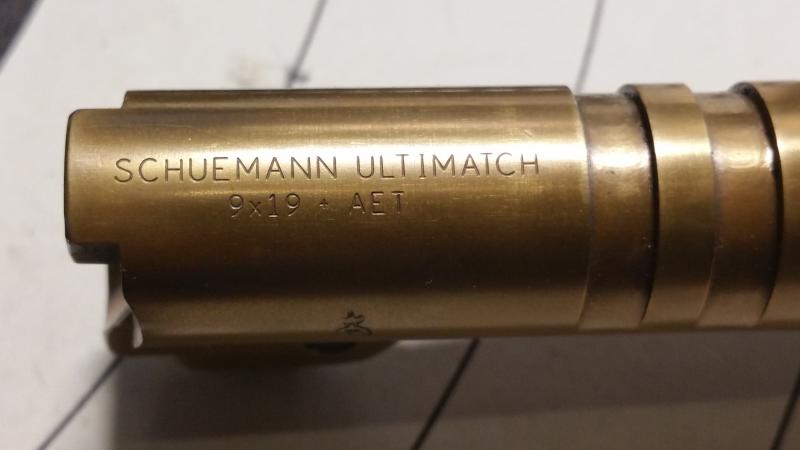 SCHUEMANN ULTIMATCH
9x19 + AET